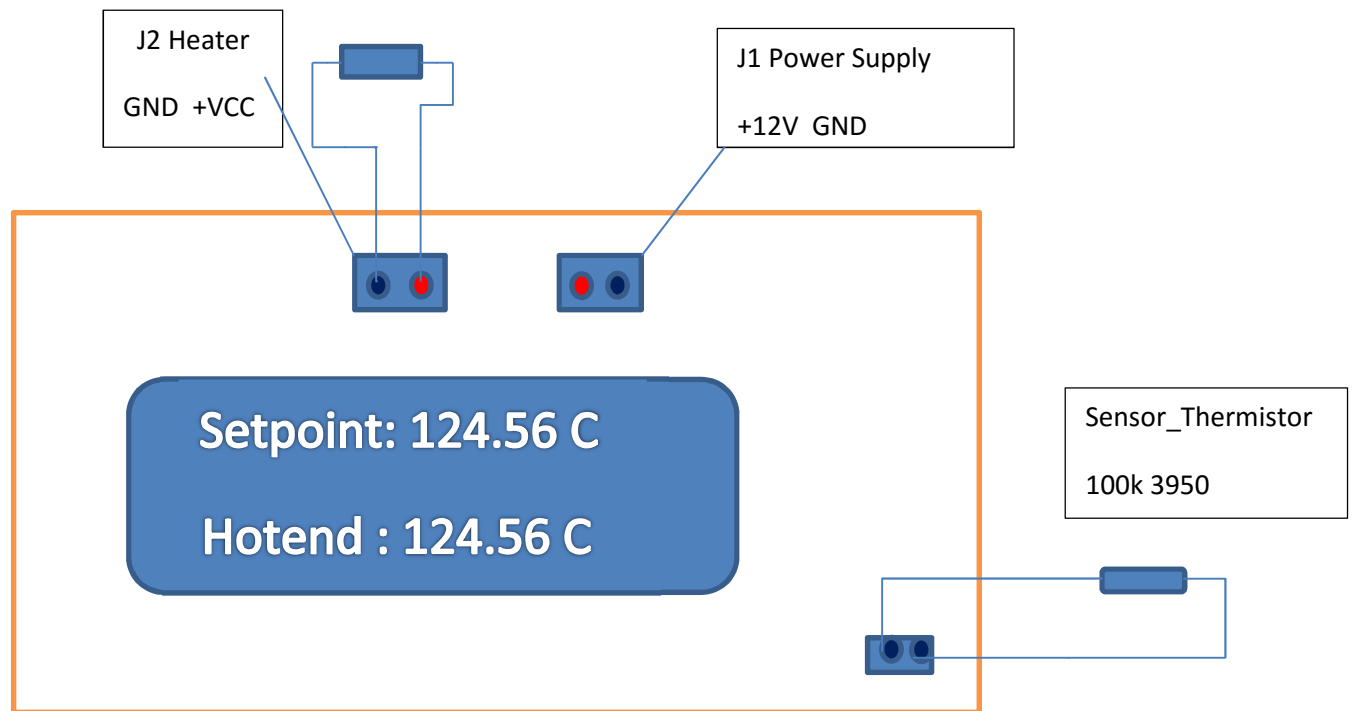 J2 Heater
GND +VCC
J1 Power Supply
+12V GND
Setpoint: 124.56 C
Hotend : 124.56 C
Sensor_Thermistor
100k 3950